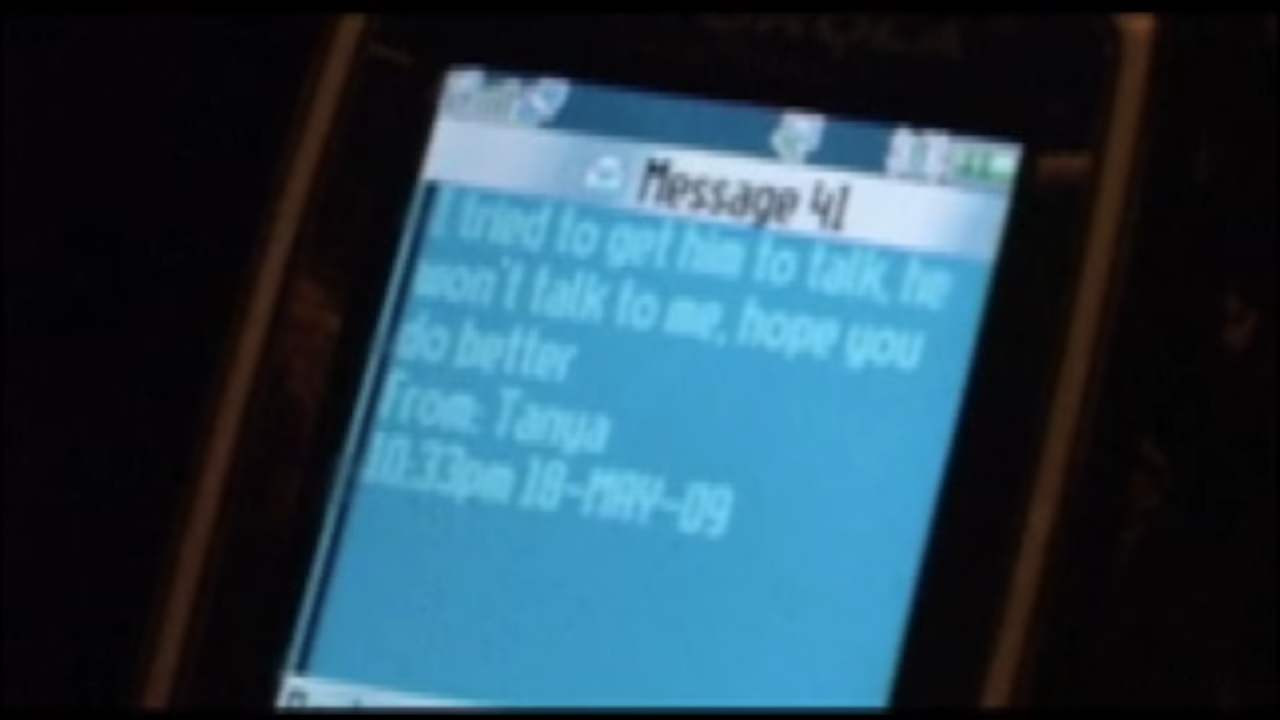 Message 41
I tried to get him to talk, he
won't talk to me, hope you
do better
From: Tanya
10:33pm 18-MAY-09